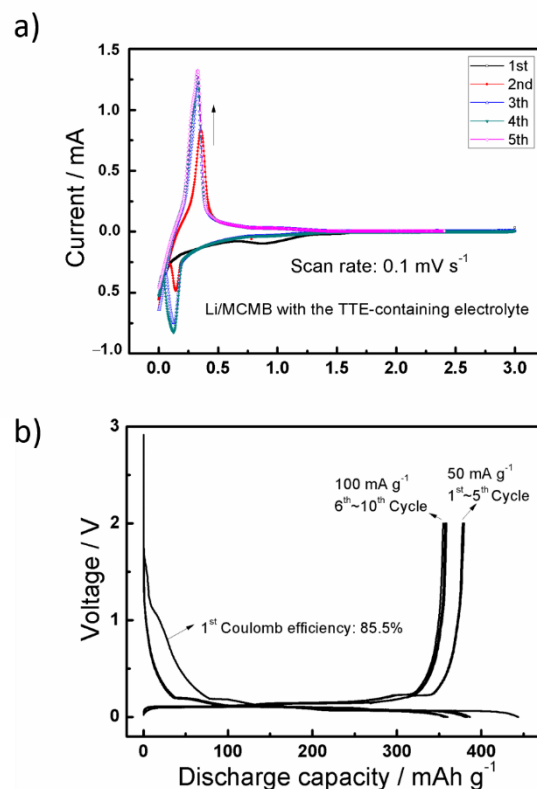 a)
1.5
1st
2nd
3th
4th
5th
1.0
0.5
0.0
0.5
−1.0
Current / mA
Scan rate: 0.1 mV s⁻¹
Li/MCMB with the TTE-containing electrolyte
0.0 0.5 1.0 1.5 2.0 2.5 3.0
b)
3
2
1
0
Voltage / V
100 mA g⁻¹
6ᵗʰ~10ᵗʰ Cycle
50 mA g⁻¹
1ˢᵗ~5ᵗʰ Cycle
1ˢᵗ Coulomb efficiency: 85.5%
0 100 200 300 400
Discharge capacity / mAh g⁻¹